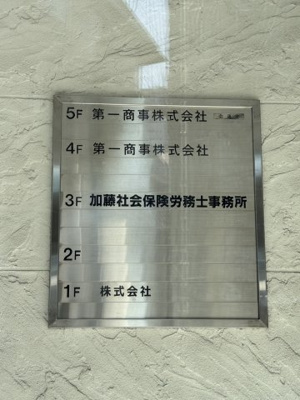 5F 第一商事株式会社
4F 第一商事株式会社
3F 加藤社会保険労務士事務所
2F
1F 株式会社